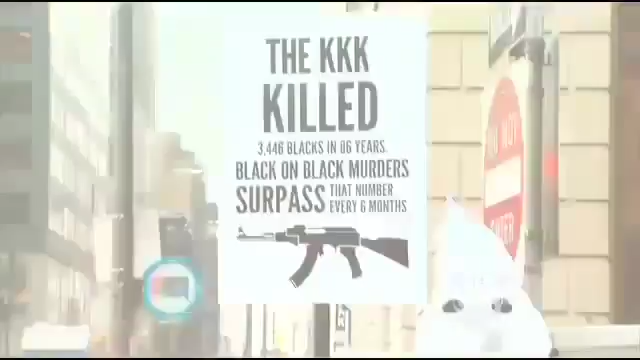 THE KKK
KILLED
3,446 BLACKS IN 86 YEARS.
BLACK ON BLACK MURDERS
SURPASS THAT NUMBER
EVERY 6 MONTHS